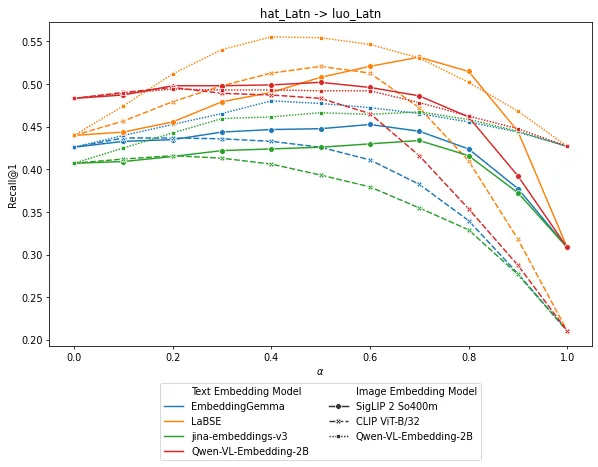 hat_Latn -> luo_Latn
0.55
0.50
0.45
0.40
0.35
0.30
0.25
0.20
Recall@1
0.0 0.2 0.4 0.6 0.8 1.0
α
Text Embedding Model Image Embedding Model
EmbeddingGemma SigLIP 2 So400m
LaBSE CLIP ViT-B/32
jina-embeddings-v3 Qwen-VL-Embedding-2B
Qwen-VL-Embedding-2B